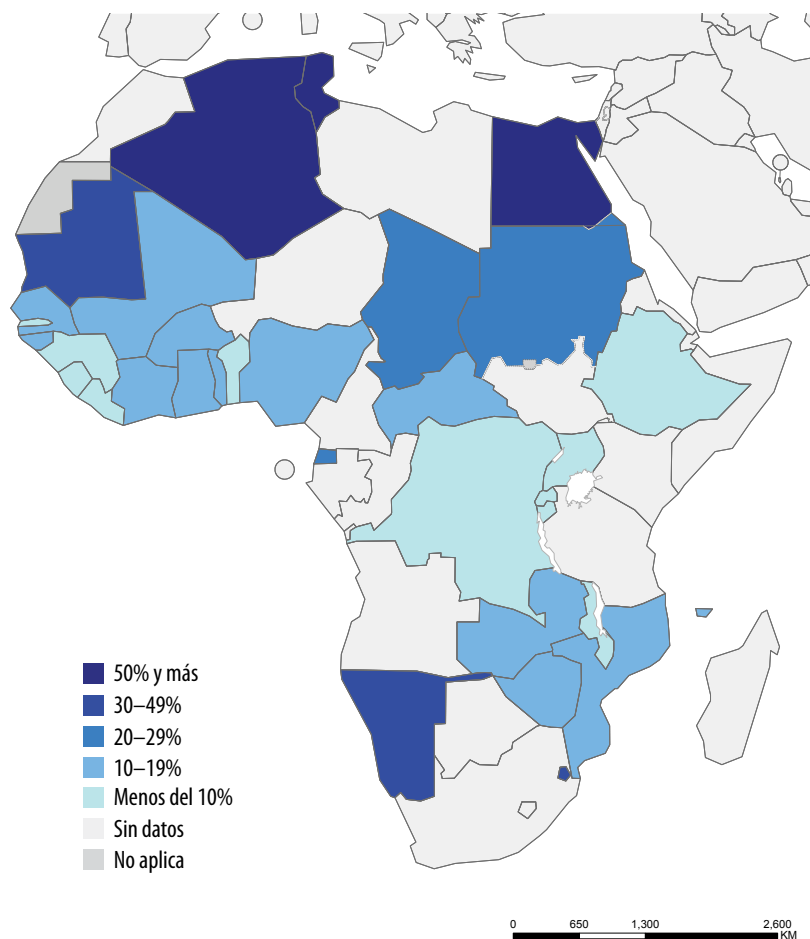 50% y más
30–49%
20–29%
10–19%
Menos del 10%
Sin datos
No aplica
0 650 1,300 2,600
KM